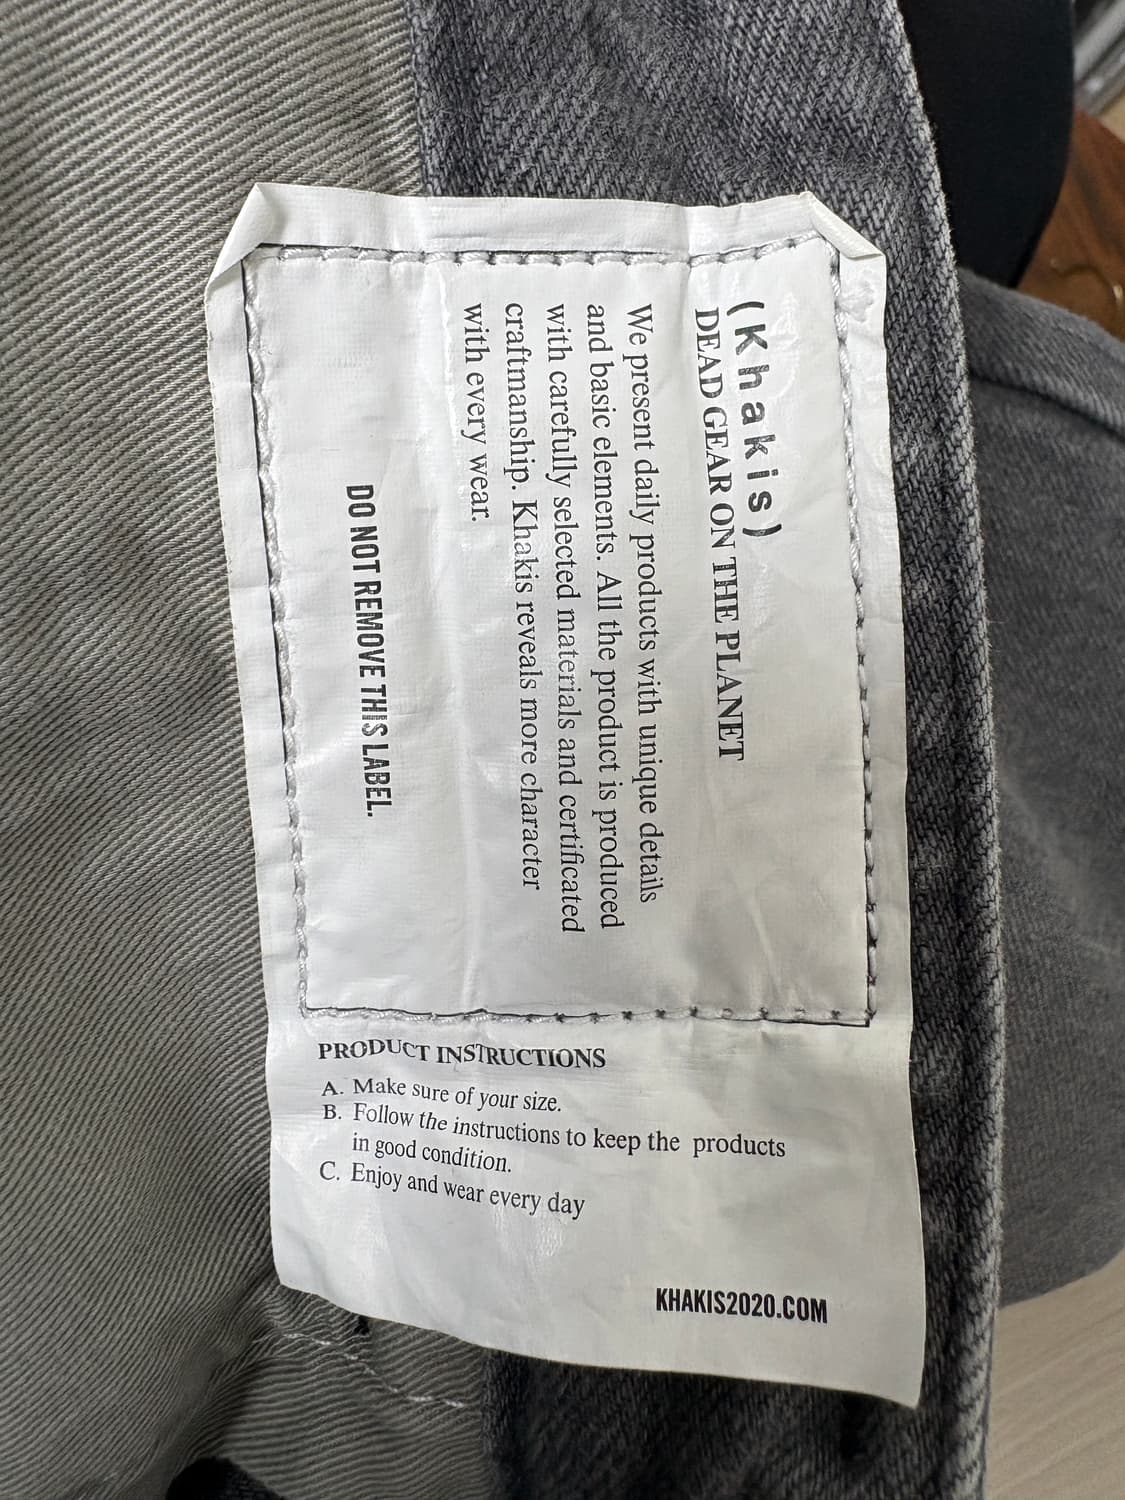 (Khakis)
DEAD GEAR ON THE PLANET
We present daily products with unique details
and basic elements. All the product is produced
with carefully selected materials and certificated
craftmanship. Khakis reveals more character
with every wear.
DO NOT REMOVE THIS LABEL.
PRODUCT INSTRUCTIONS
A. Make sure of your size.
B. Follow the instructions to keep the products
in good condition.
C. Enjoy and wear every day
KHAKIS2020.COM